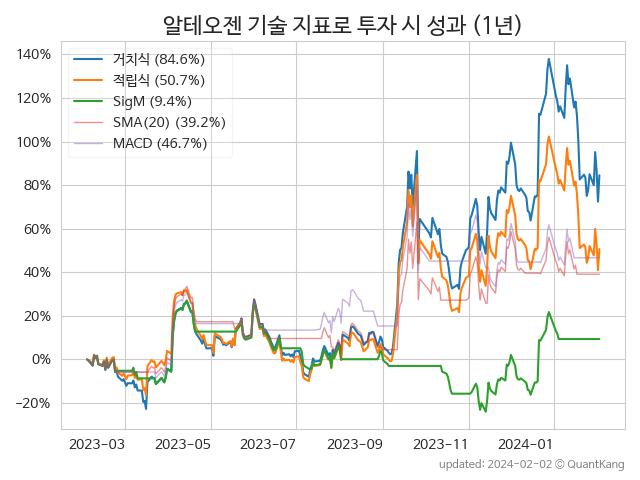 알테오젠 기술 지표로 투자 시 성과 (1년)
거치식 (84.6%)
적립식 (50.7%)
SigM (9.4%)
SMA(20) (39.2%)
MACD (46.7%)
140%
120%
100%
80%
60%
40%
20%
0%
−20%
2023-03
2023-05
2023-07
2023-09
2023-11
2024-01
updated: 2024-02-02 © QuantKang